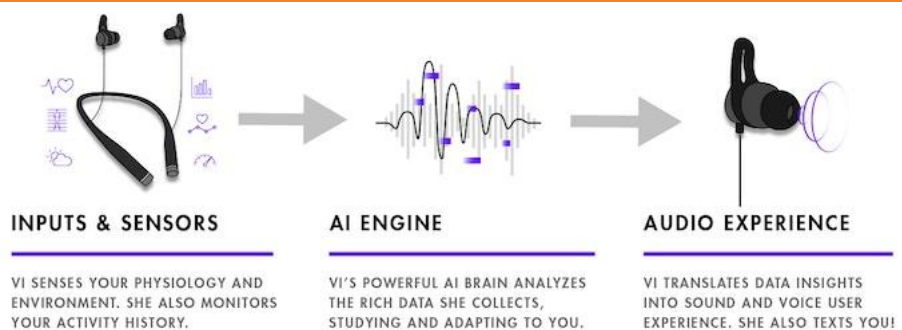 INPUTS & SENSORS
VI SENSES YOUR PHYSIOLOGY AND
ENVIRONMENT. SHE ALSO MONITORS
YOUR ACTIVITY HISTORY.
AI ENGINE
VI'S POWERFUL AI BRAIN ANALYZES
THE RICH DATA SHE COLLECTS,
STUDYING AND ADAPTING TO YOU.
AUDIO EXPERIENCE
VI TRANSLATES DATA INSIGHTS
INTO SOUND AND VOICE USER
EXPERIENCE. SHE ALSO TEXTS YOU!